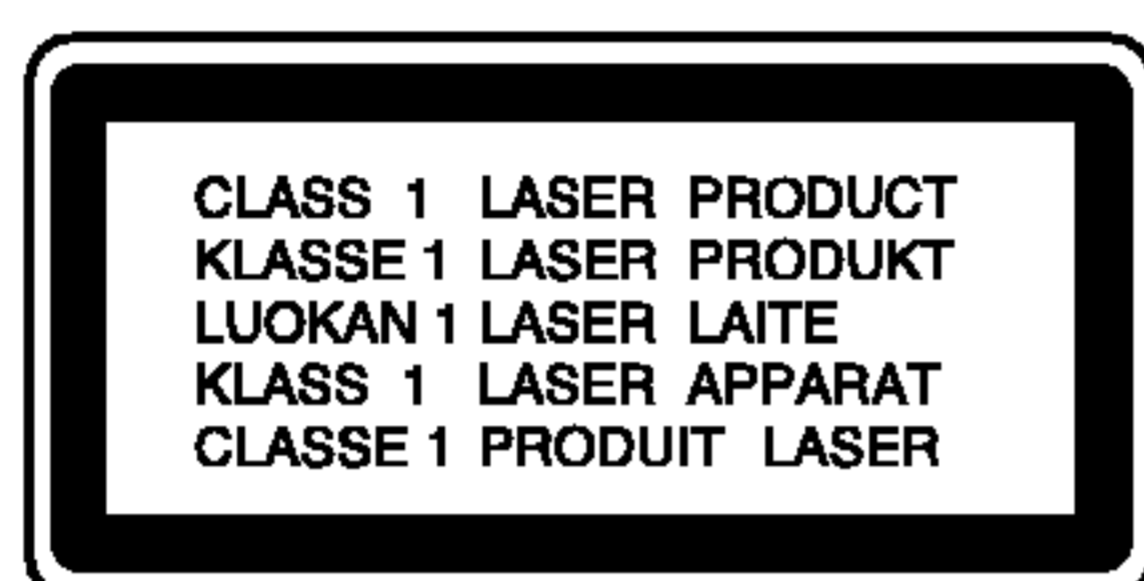 CLASS 1 LASER PRODUCT
KLASSE 1 LASER PRODUKT
LUOKAN 1 LASER LAITE
KLASS 1 LASER APPARAT
CLASSE 1 PRODUIT LASER